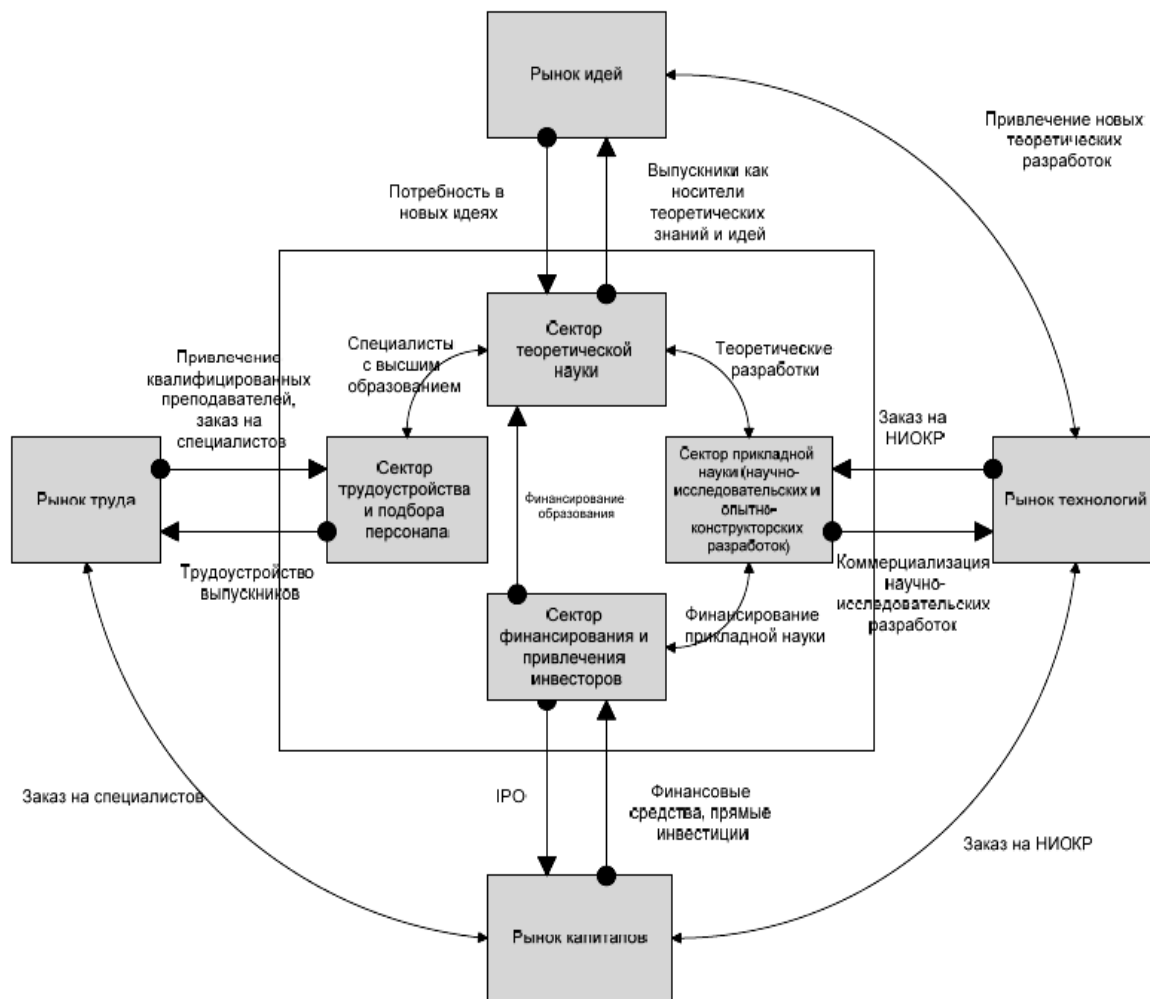 Рынок идей
Привлечение новых
теоретических
разработок
Потребность в
новых идеях
Выпускники как
носители
теоретических
знаний и идей
Сектор
теоретической
науки
Специалисты
с высшим
образованием
Теоретические
разработки
Привлечение
квалифицированных
преподавателей,
заказ на
специалистов
Заказ на
НИОКР
Рынок труда
Сектор
трудоустройства
и подбора
персонала
Финансирование
образования
Сектор прикладной
науки(научно-
исследовательских и
опытно-
конструкторских
разработок)
Рынок технологий
Трудоустройство
выпускников
Коммерциализация
научно-
исследовательских
разработок
Сектор
финансирования и
привлечения
инвесторов
Финансирование
прикладной науки
Заказ на специалистов
IPO
Финансовые
средства, прямые
инвестиции
Заказ на НИОКР
Рынок капиталов